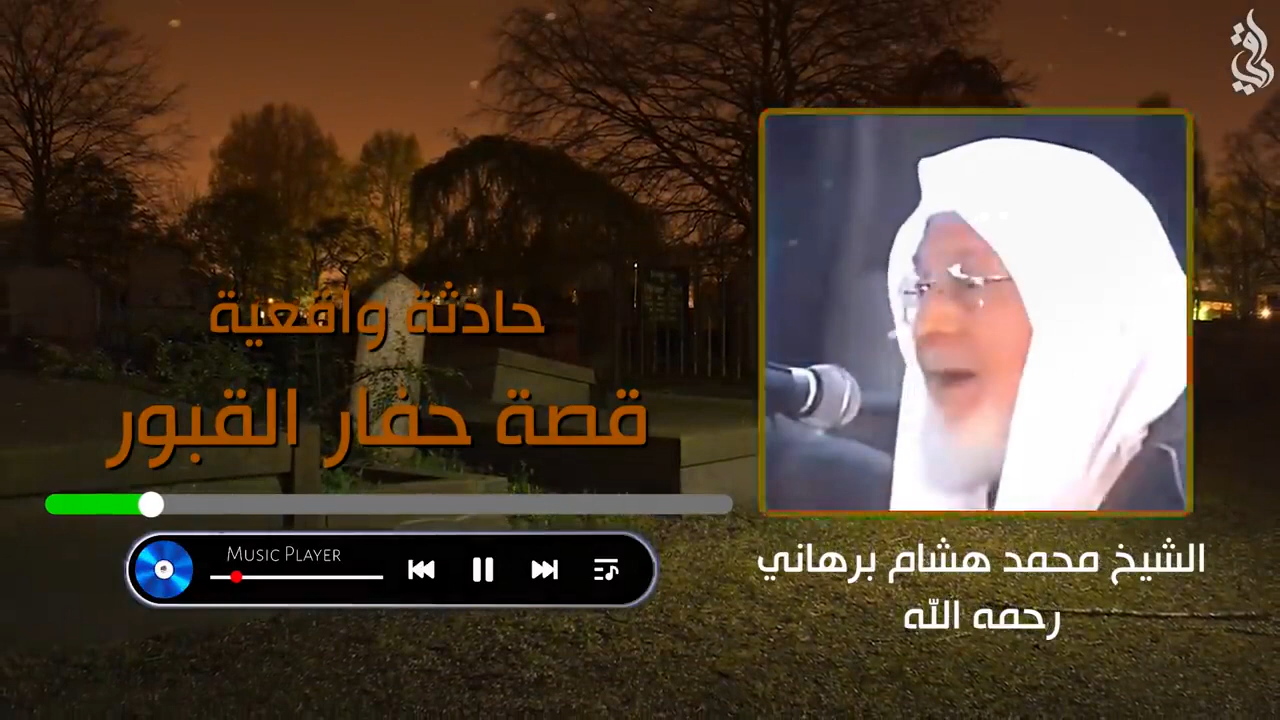 حادثة واقعية
قصة حفار القبور
MUSIC PLAYER
الشيخ محمد هشام برهاني
رحمه الله